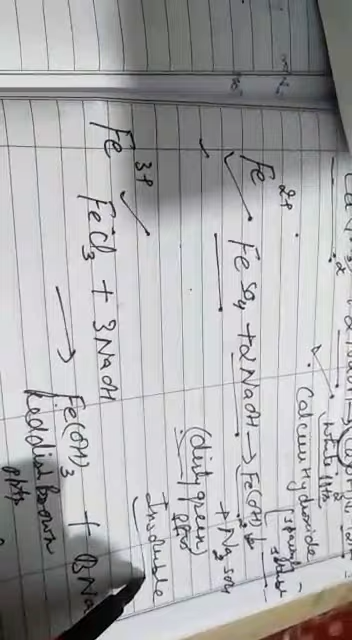 Calcium Hydroxide
Fe²⁺
FeSO₄ + 2NaOH → Fe(OH)₂↓
+ Na₂SO₄
(dirty green ppt)
Insoluble
Fe³⁺
FeCl₃ + 3NaOH
→ Fe(OH)₃ + 3Na
Reddish brown
ppt